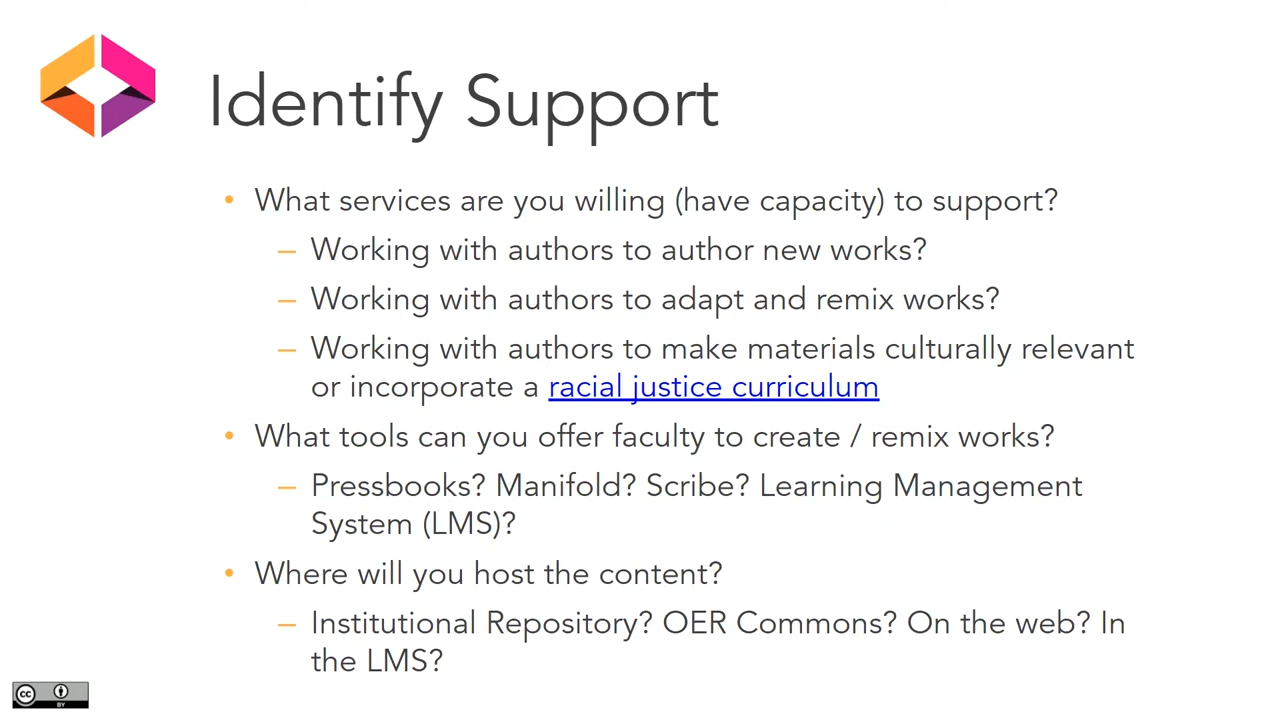 Identify Support
• What services are you willing (have capacity) to support?
– Working with authors to author new works?
– Working with authors to adapt and remix works?
– Working with authors to make materials culturally relevant
or incorporate a racial justice curriculum
• What tools can you offer faculty to create / remix works?
– Pressbooks? Manifold? Scribe? Learning Management
System (LMS)?
• Where will you host the content?
– Institutional Repository? OER Commons? On the web? In
the LMS?
cc BY